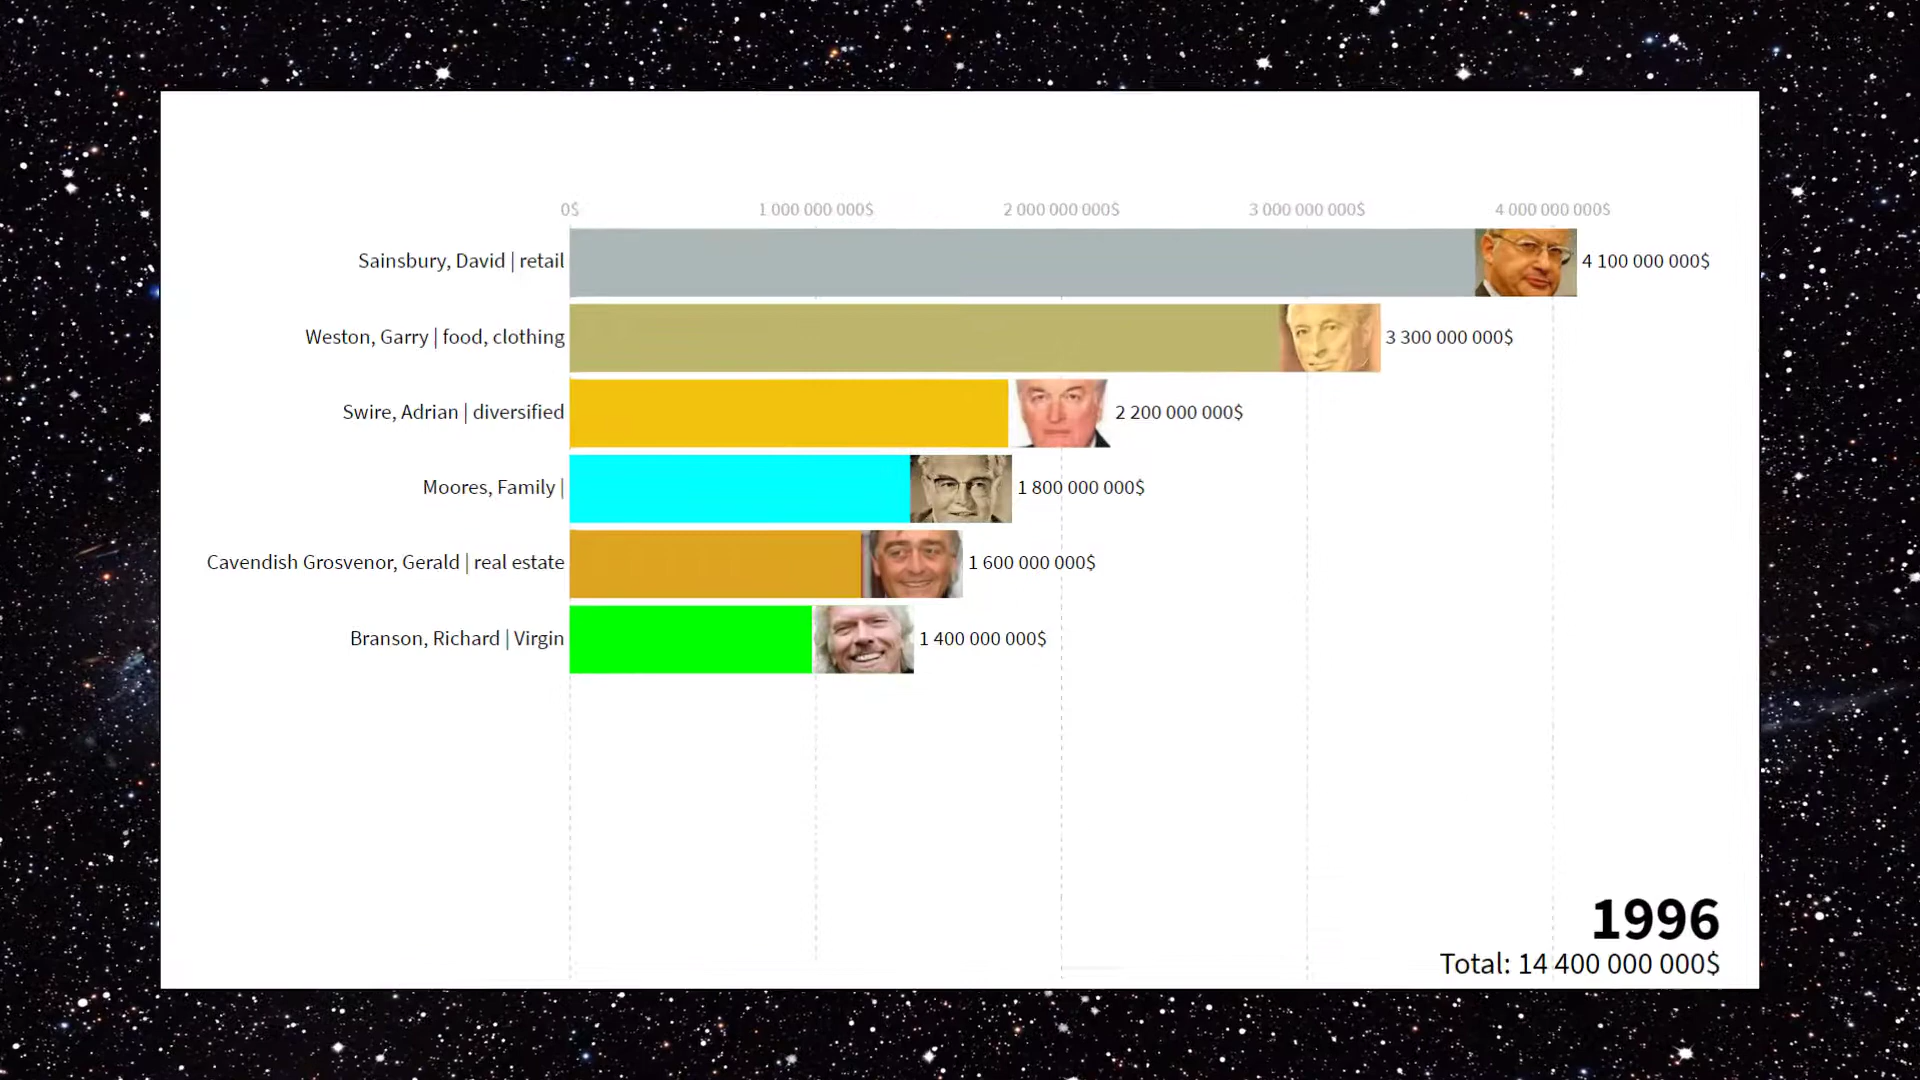 0$ 1 000 000 000$ 2 000 000 000$ 3 000 000 000$ 4 000 000 000$
Sainsbury, David | retail 4 100 000 000$
Weston, Garry | food, clothing 3 300 000 000$
Swire, Adrian | diversified 2 200 000 000$
Moores, Family | 1 800 000 000$
Cavendish Grosvenor, Gerald | real estate 1 600 000 000$
Branson, Richard | Virgin 1 400 000 000$
1996
Total: 14 400 000 000$